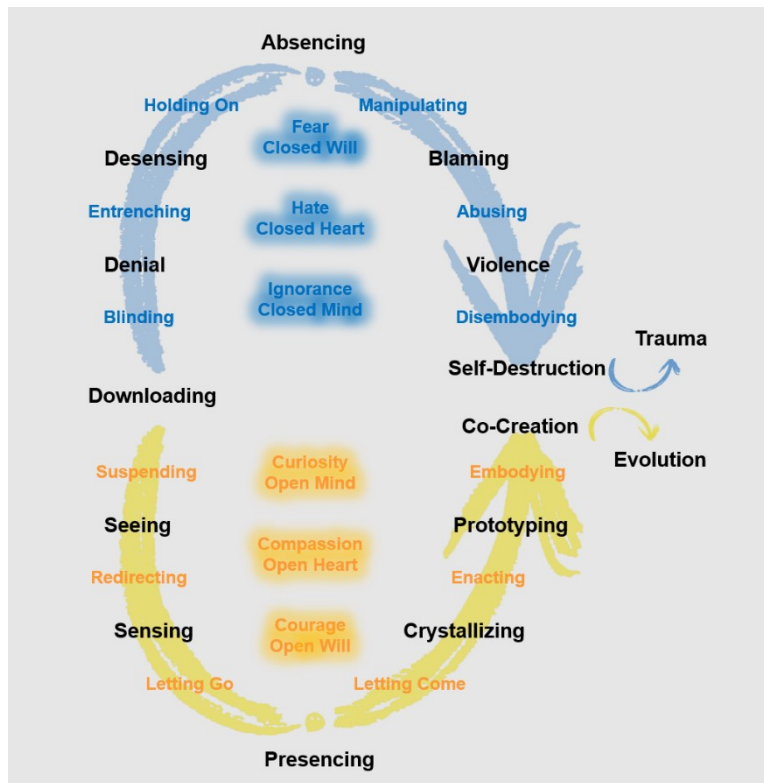 Absencing
Holding On
Manipulating
Fear
Closed Will
Desensing
Blaming
Entrenching
Hate
Closed Heart
Abusing
Denial
Violence
Ignorance
Closed Mind
Blinding
Disembodying
Trauma
Self-Destruction
Downloading
Co-Creation
Evolution
Suspending
Curiosity
Open Mind
Embodying
Seeing
Prototyping
Compassion
Open Heart
Redirecting
Enacting
Sensing
Courage
Open Will
Crystallizing
Letting Go
Letting Come
Presencing